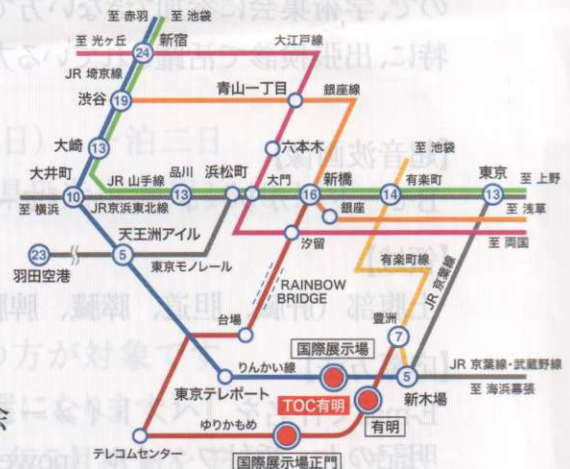 至 赤羽
至 池袋
至 光ヶ丘
24
新宿
大江戸線
JR 埼京線
渋谷
19
青山一丁目
銀座線
大崎
13
六本木
至 池袋
大井町
JR 山手線
品川
浜松町
大門
新橋
有楽町
東京
至 上野
10
13
16
14
13
至 横浜
JR京浜東北線
銀座
至 浅草
天王洲アイル
汐留
至 両国
23
5
羽田空港
東京モノレール
有楽町線
JR 京葉線
RAINBOW
BRIDGE
台場
豊洲
7
国際展示場
りんかい線
JR 京葉線・武蔵野線
5
東京テレポート
TOC有明
新木場
至 海浜幕張
有明
ゆりかもめ
テレコムセンター
国際展示場正門